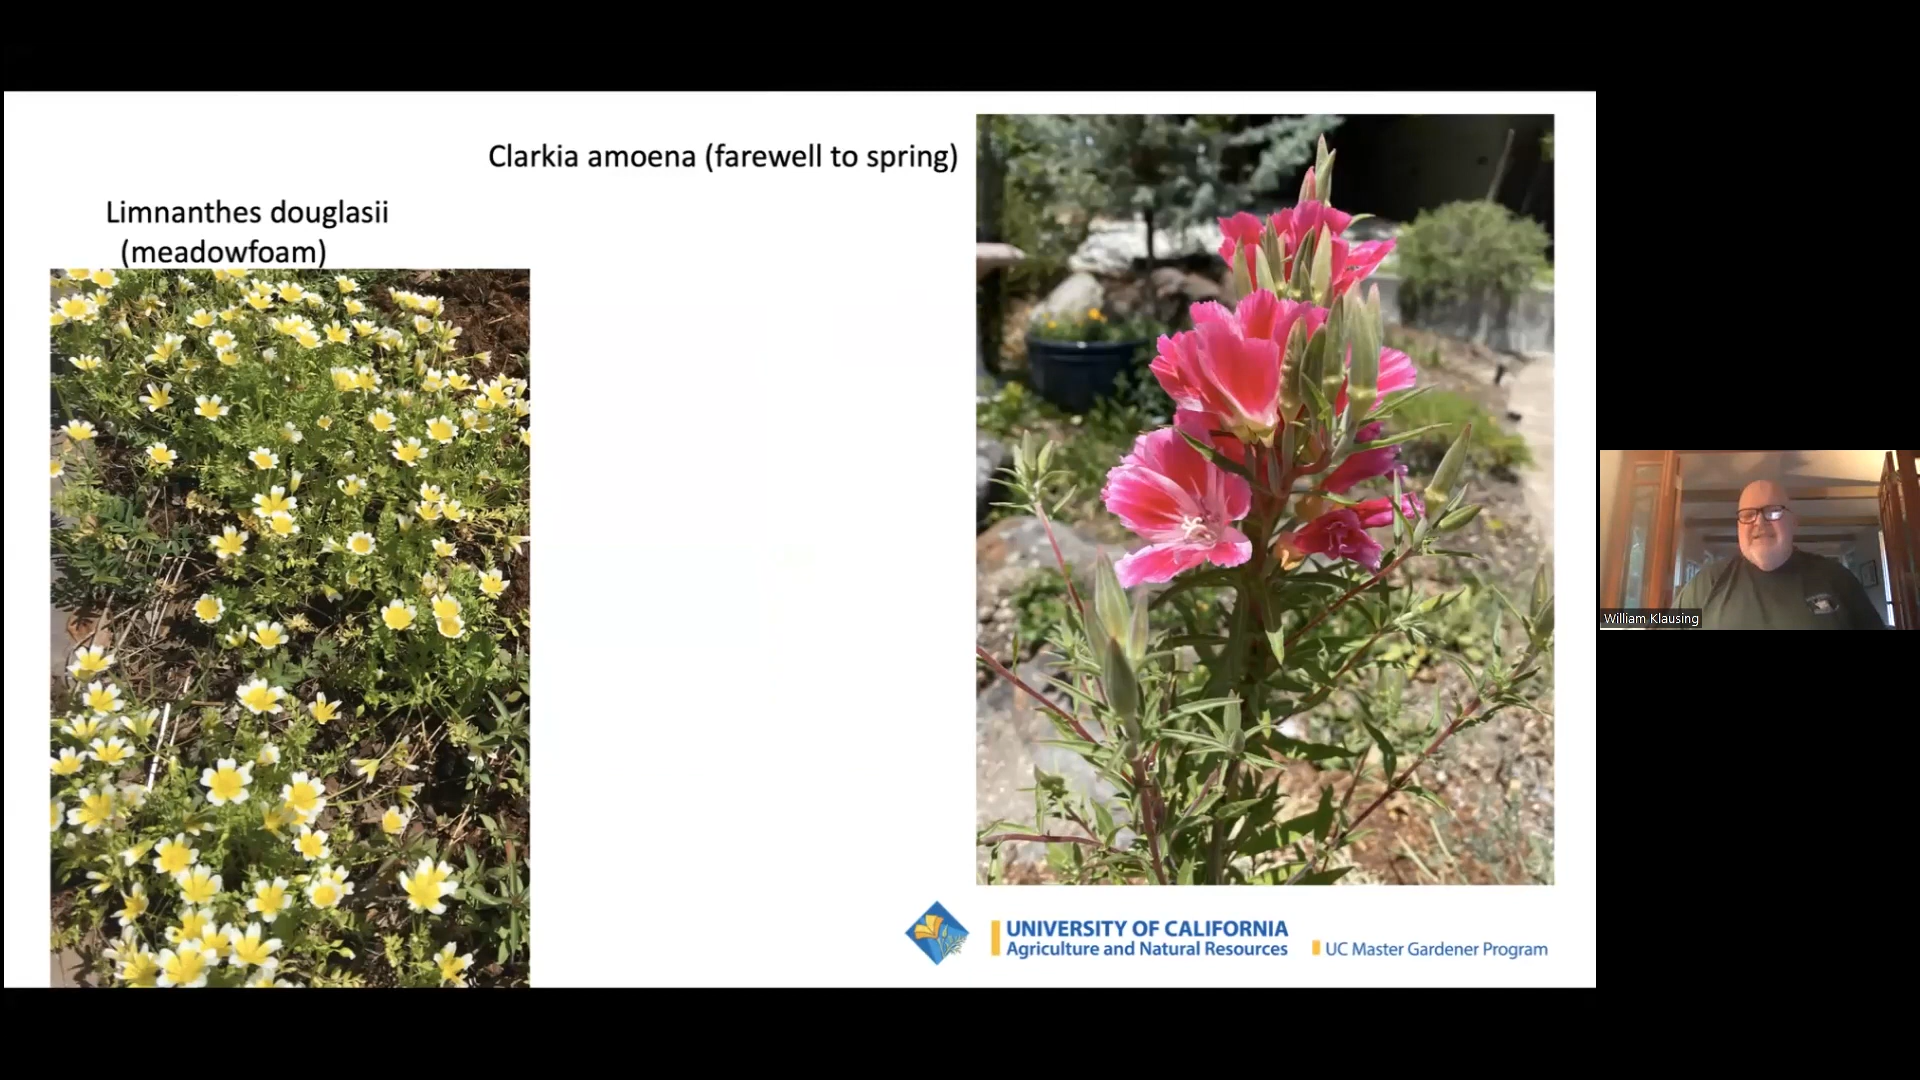 Clarkia amoena (farewell to spring)
Limnanthes douglasii
(meadowfoam)
UNIVERSITY OF CALIFORNIA
Agriculture and Natural Resources
UC Master Gardener Program
William Klausing